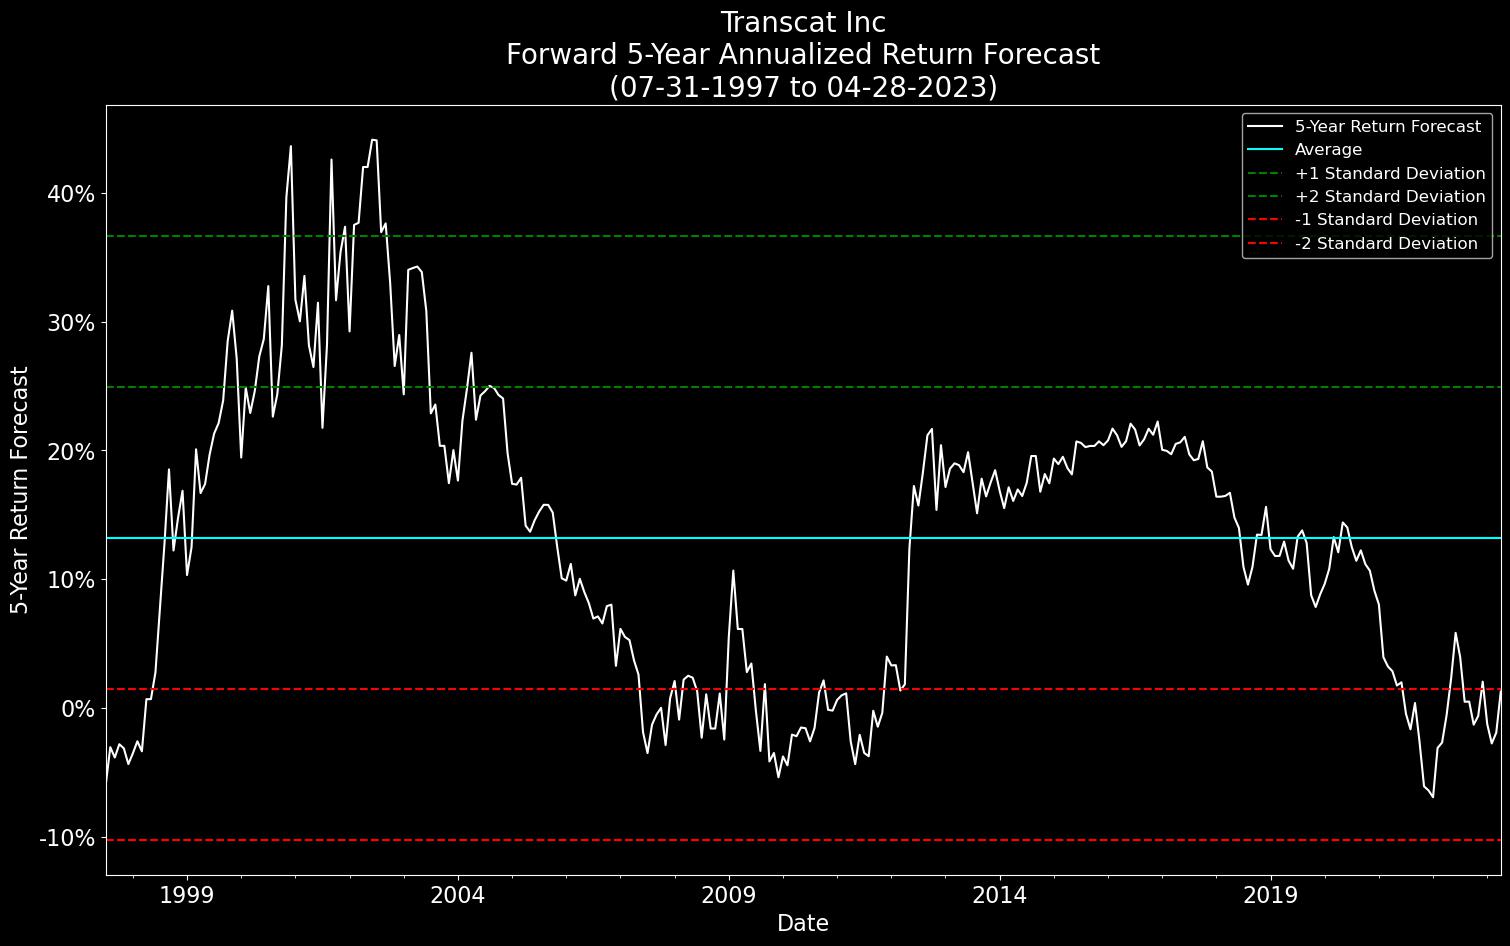 Transcat Inc
Forward 5-Year Annualized Return Forecast
(07-31-1997 to 04-28-2023)
5-Year Return Forecast
Average
+1 Standard Deviation
+2 Standard Deviation
-1 Standard Deviation
-2 Standard Deviation
5-Year Return Forecast
40%
30%
20%
10%
0%
-10%
1999
2004
2009
2014
2019
Date